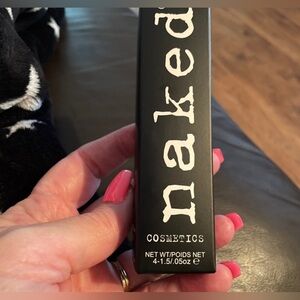 naked
COSMETICS
NET WT/POIDS NET
4-1.5/.05oz e